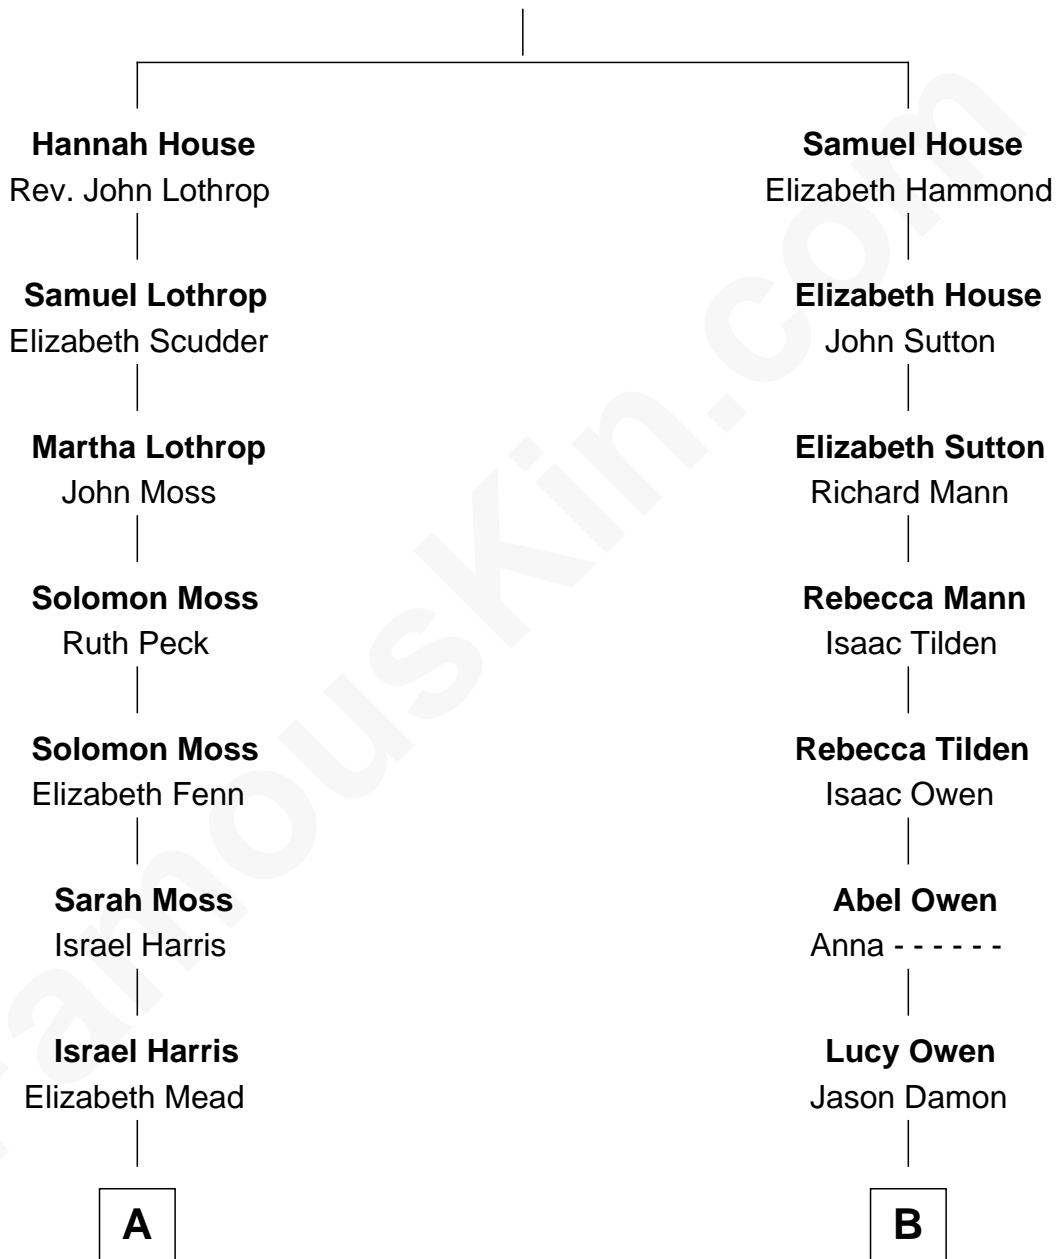 Hannah House
Rev. John Lothrop
Samuel Lothrop
Elizabeth Scudder
Martha Lothrop
John Moss
Solomon Moss
Ruth Peck
Solomon Moss
Elizabeth Fenn
Sarah Moss
Israel Harris
Israel Harris
Elizabeth Mead
A
Samuel House
Elizabeth Hammond
Elizabeth House
John Sutton
Elizabeth Sutton
Richard Mann
Rebecca Mann
Isaac Tilden
Rebecca Tilden
Isaac Owen
Abel Owen
Anna - - - - - -
Lucy Owen
Jason Damon
B
FamousKin.com